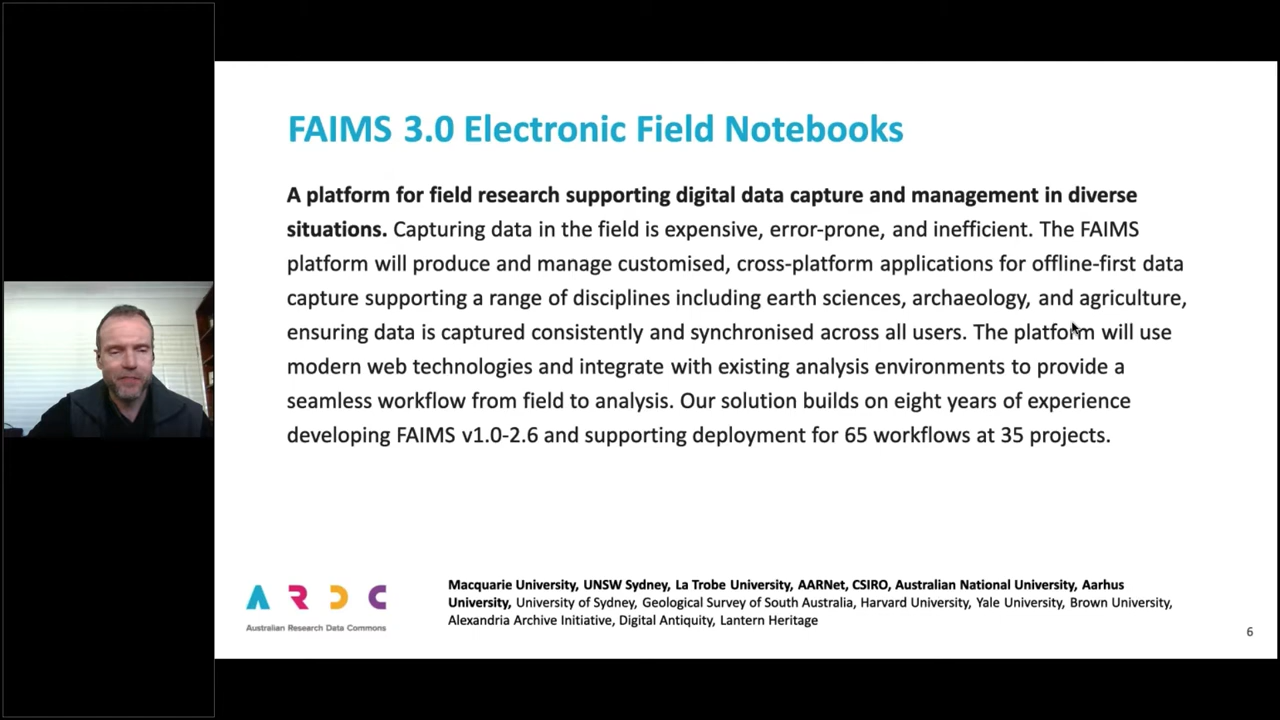 FAIMS 3.0 Electronic Field Notebooks
A platform for field research supporting digital data capture and management in diverse
situations. Capturing data in the field is expensive, error-prone, and inefficient. The FAIMS
platform will produce and manage customised, cross-platform applications for offline-first data
capture supporting a range of disciplines including earth sciences, archaeology, and agriculture,
ensuring data is captured consistently and synchronised across all users. The platform will use
modern web technologies and integrate with existing analysis environments to provide a
seamless workflow from field to analysis. Our solution builds on eight years of experience
developing FAIMS v1.0-2.6 and supporting deployment for 65 workflows at 35 projects.
ARDC
Australian Research Data Commons
Macquarie University, UNSW Sydney, La Trobe University, AARNet, CSIRO, Australian National University, Aarhus
University, University of Sydney, Geological Survey of South Australia, Harvard University, Yale University, Brown University,
Alexandria Archive Initiative, Digital Antiquity, Lantern Heritage
6